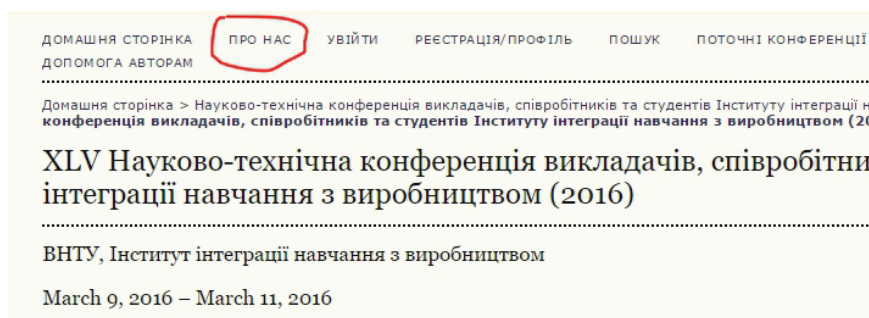 ДОМАШНЯ СТОРІНКА ПРО НАС УВІЙТИ РЕЄСТРАЦІЯ/ПРОФІЛЬ ПОШУК ПОТОЧНІ КОНФЕРЕНЦІЇ
ДОПОМОГА АВТОРАМ
Домашня сторінка > Науково-технічна конференція викладачів, співробітників та студентів Інституту інтеграції
конференція викладачів, співробітників та студентів Інституту інтеграції навчання з виробництвом
XLV Науково-технічна конференція викладачів,
інтеграції навчання з виробництвом (2016)
ВНТУ, Інститут інтеграції навчання з виробництвом
March 9, 2016 – March 11, 2016